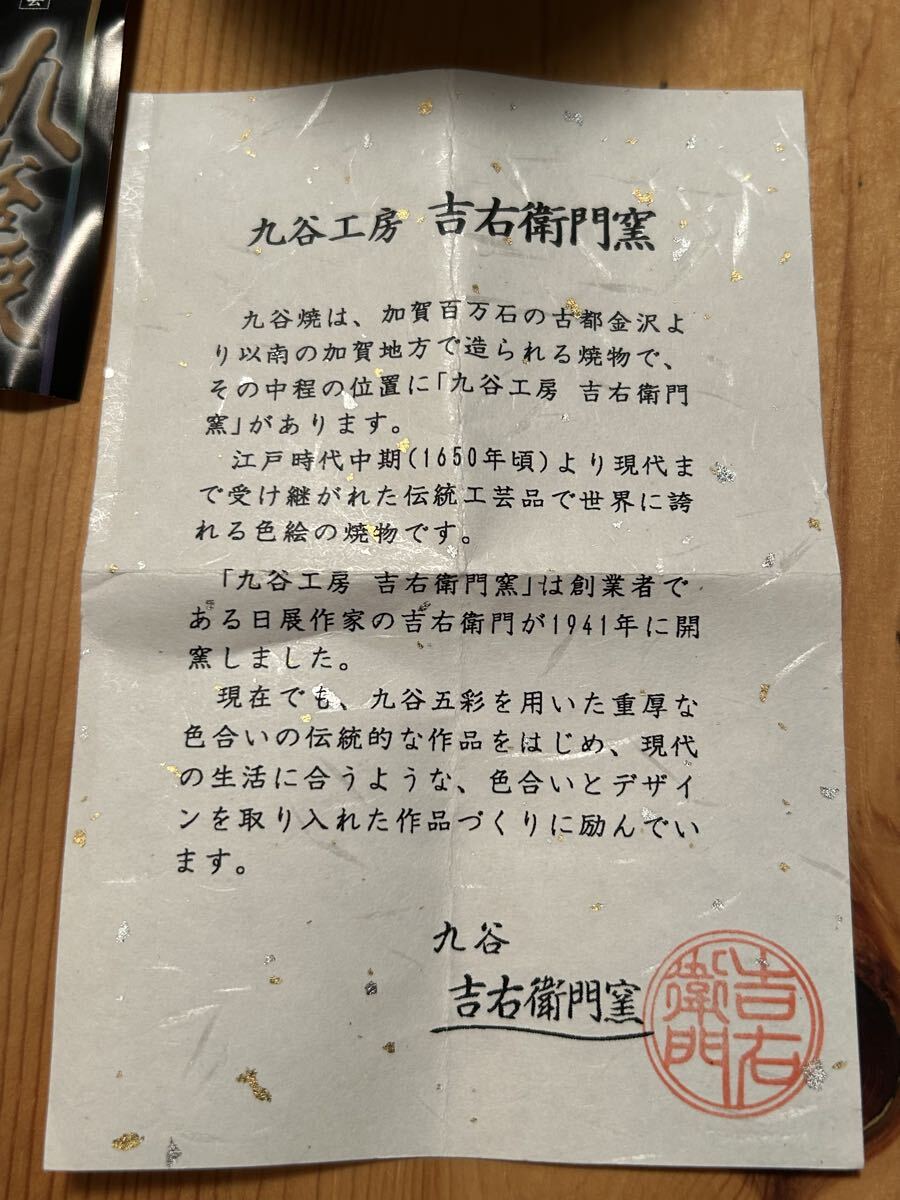 九谷
九谷工房 吉右衛門窯
九谷焼は、加賀百万石の古都金沢よ
り以南の加賀地方で造られる焼物で、
その中程の位置に「九谷工房 吉右衛門
窯」があります。
江戸時代中期(1650年頃)より現代ま
で受け継がれた伝統工芸品で世界に誇
れる色絵の焼物です。
「九谷工房 吉右衛門窯」は創業者で
ある日展作家の吉右衛門が1941年に開
窯しました。
現在でも、九谷五彩を用いた重厚な
色合いの伝統的な作品をはじめ、現代
の生活に合うような、色合いとデザイ
ンを取り入れた作品づくりに励んでい
ます。
九谷
吉右衛門窯
吉右
衛門